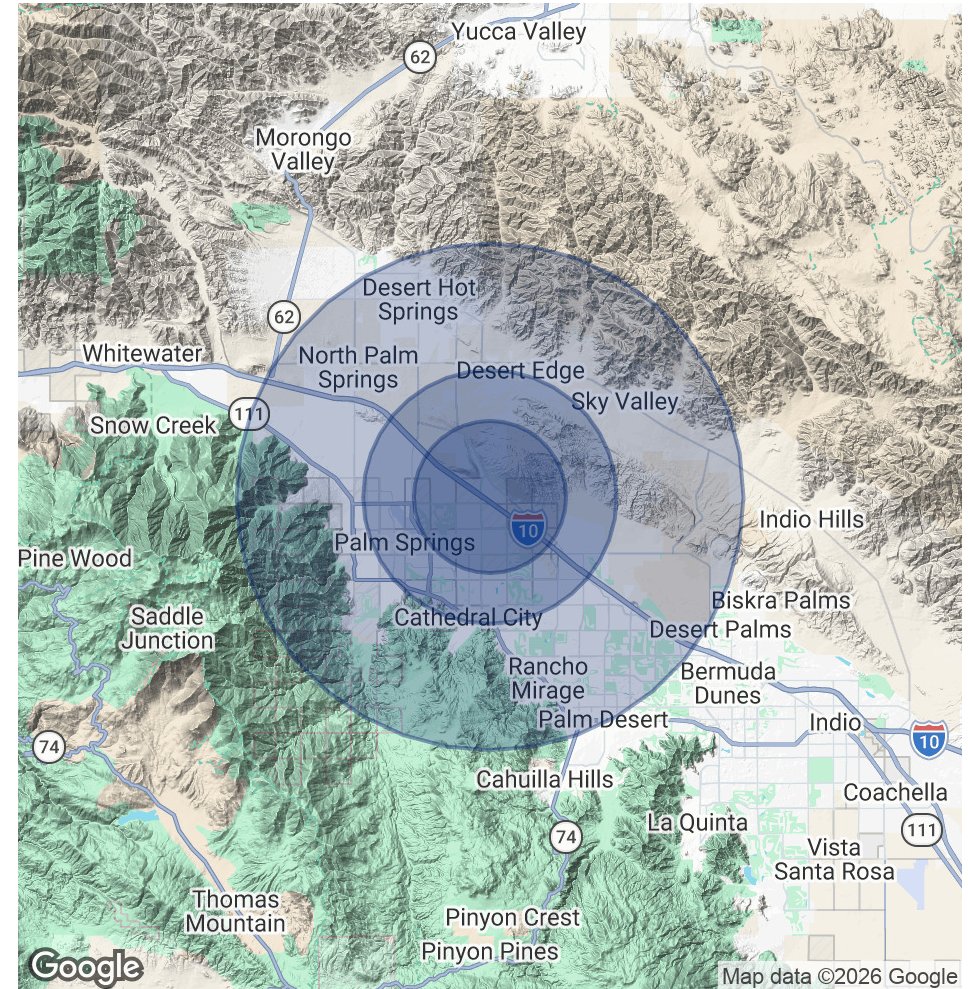 Yucca Valley
62
Morongo
Valley
Desert Hot
Springs
62
Whitewater
North Palm
Springs
Desert Edge
Sky Valley
111
Snow Creek
10
Indio Hills
Palm Springs
Pine Wood
Biskra Palms
Saddle
Junction
Cathedral City
Desert Palms
Rancho
Mirage
Bermuda
Dunes
Palm Desert
Indio
10
74
Cahuilla Hills
Coachella
La Quinta
111
74
Vista
Santa Rosa
Thomas
Mountain
Pinyon Crest
Pinyon Pines
Google
Map data ©2026 Google